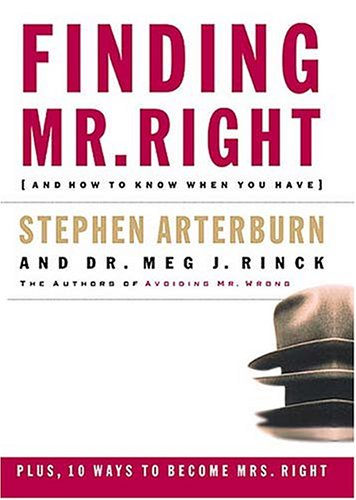 FINDING
MR. RIGHT
[AND HOW TO KNOW WHEN YOU HAVE]
STEPHEN ARTERBURN
AND DR. MEG J. RINCK
THE AUTHORS OF AVOIDING MR. WRONG
PLUS, 10 WAYS TO BECOME MRS. RIGHT